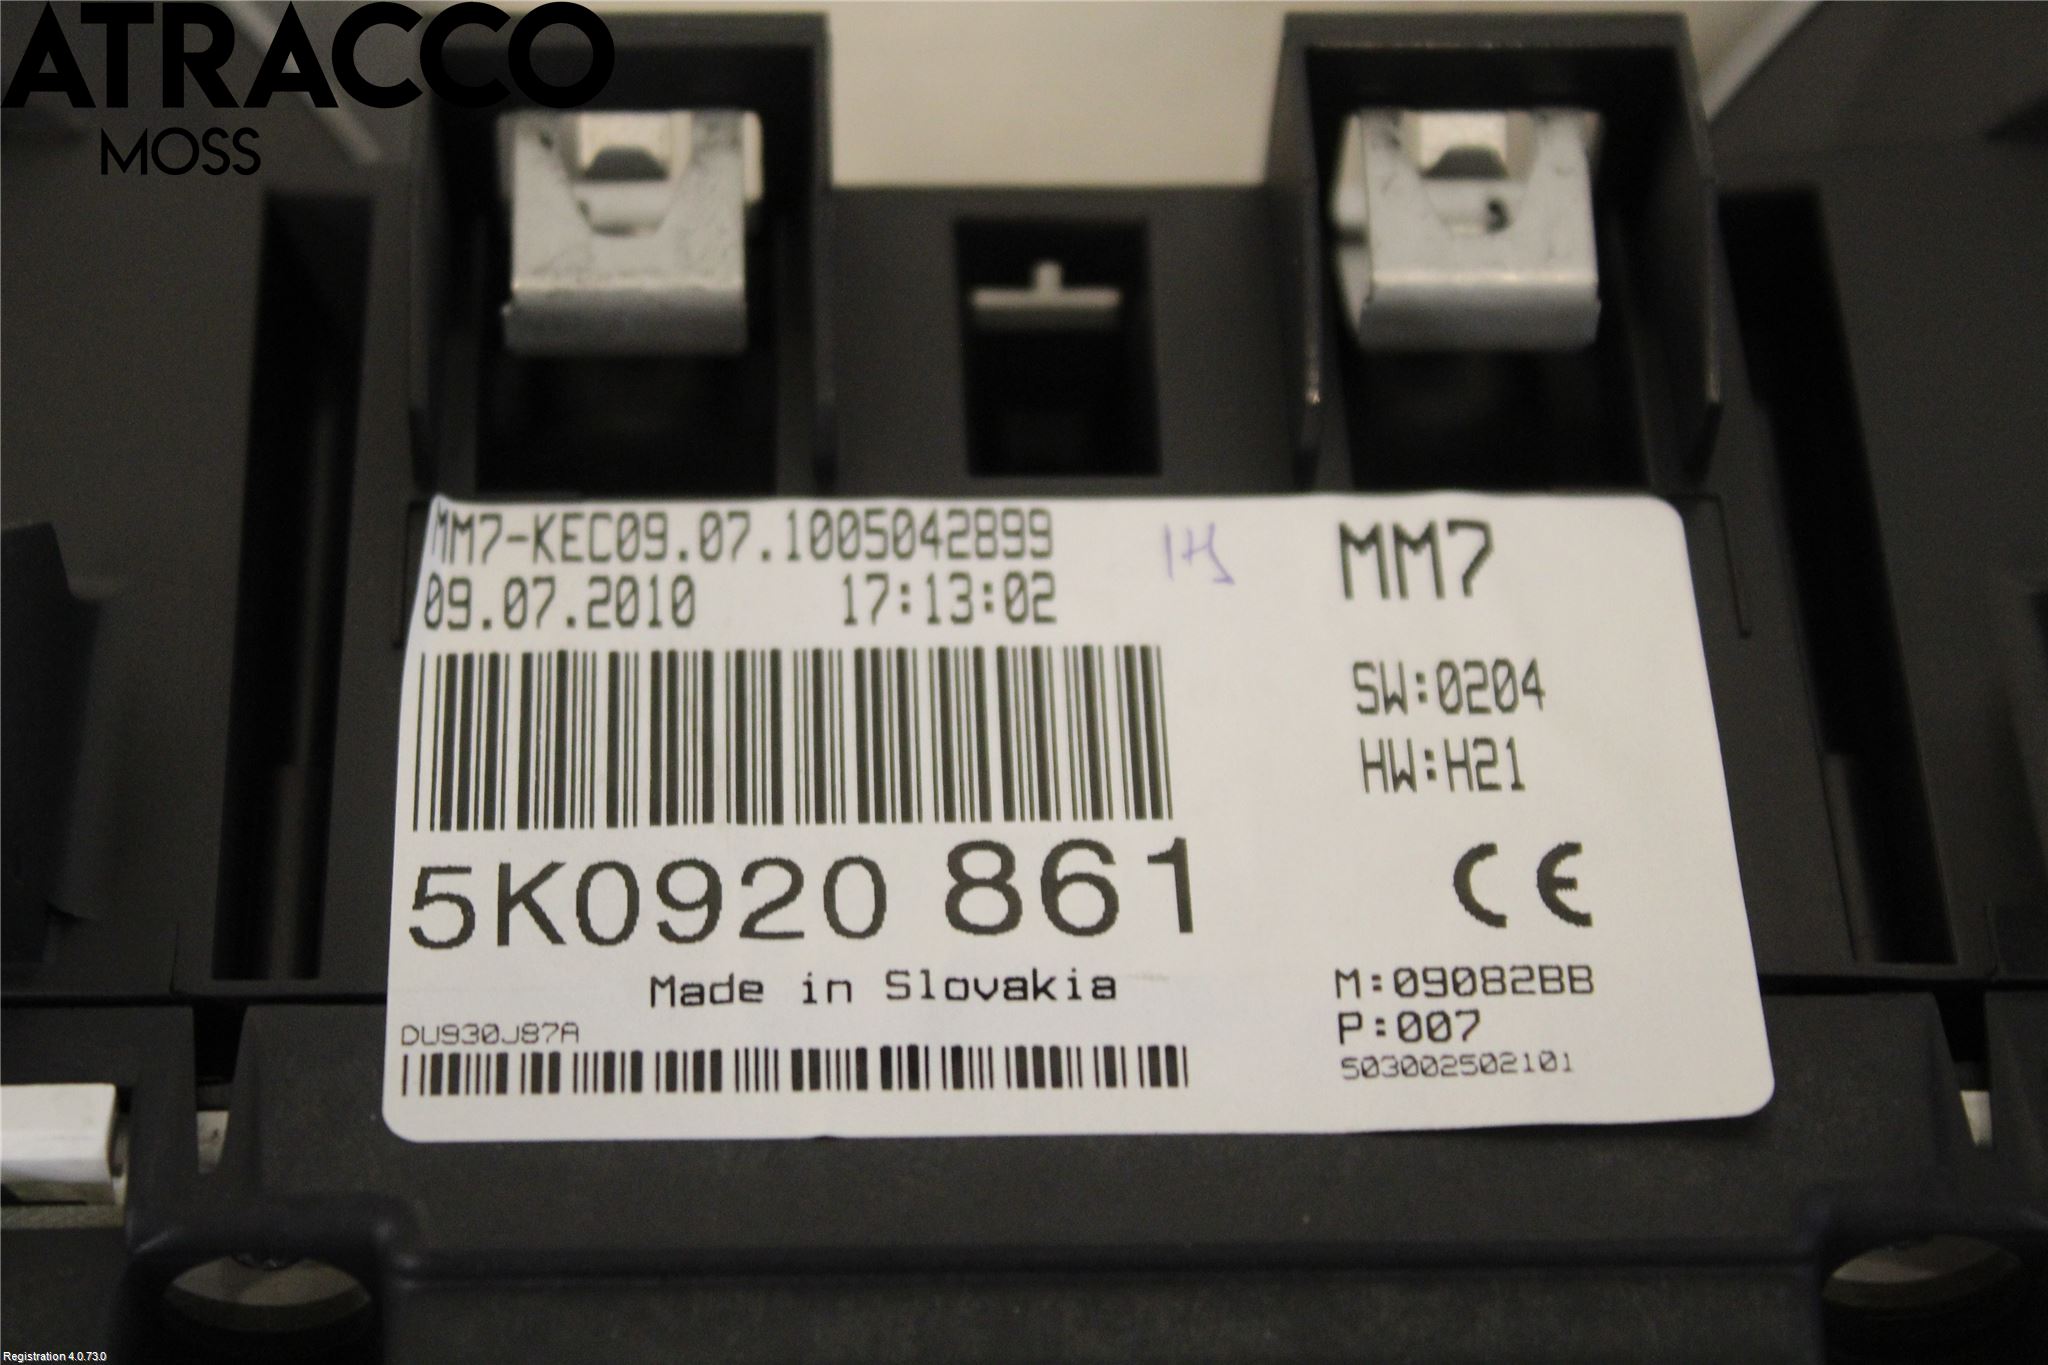 ATRACCO
MOSS
MM7-KEC09.07.1005042899
09.07.2010 17:13:02
MM7
SW:0204
HW:H21
5K0920 861
CE
Made in Slovakia
DU930J87A
M:09082BB
P:007
503002502101
Registration 4.0.73.0